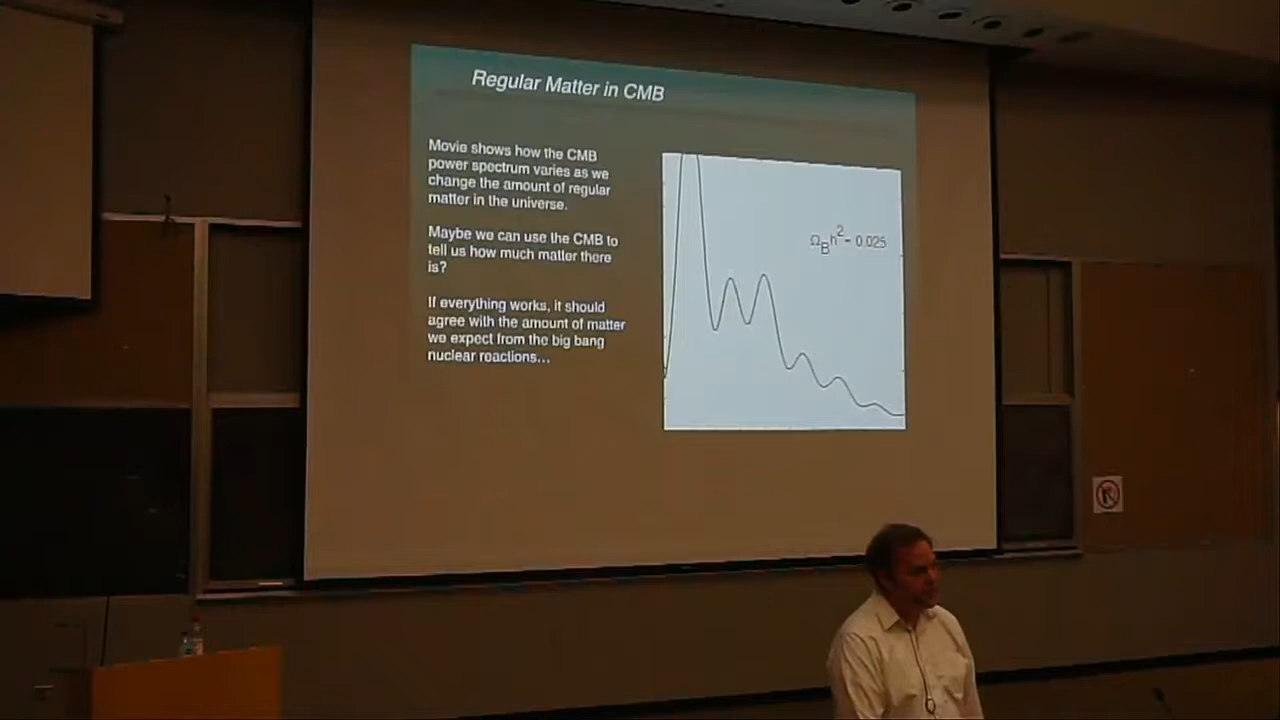 Regular Matter in CMB
Movie shows how the CMB
power spectrum varies as we
change the amount of regular
matter in the universe.
Maybe we can use the CMB to
tell us how much matter there
is?
If everything works, it should
agree with the amount of matter
we expect from the big bang
nuclear reactions...
Ω_B h² = 0.025